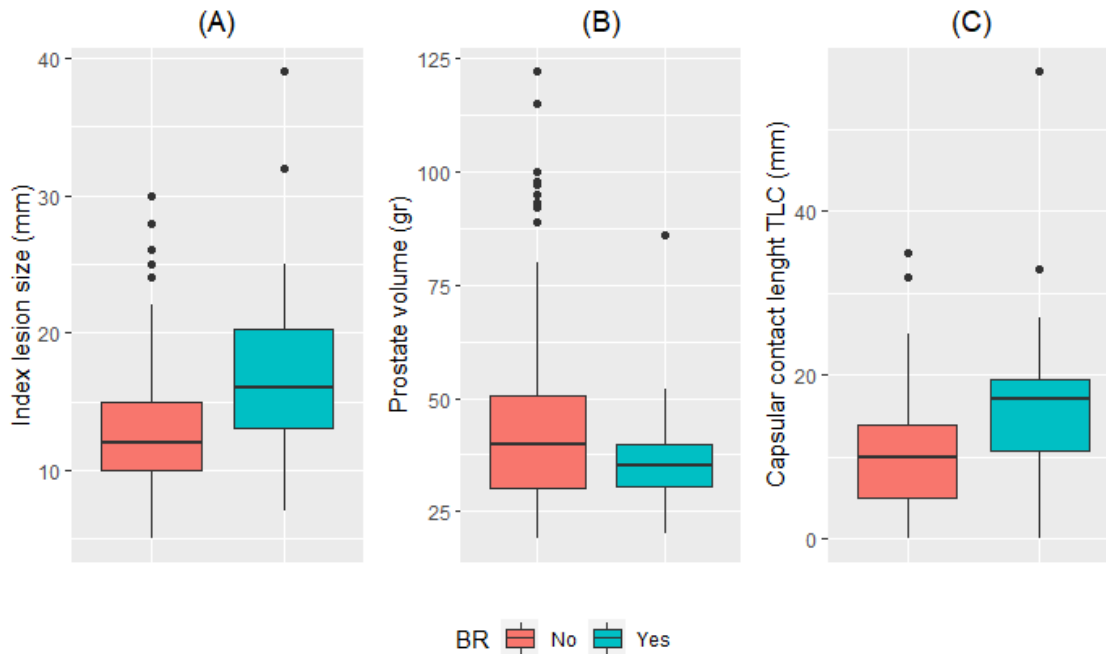 (A)
(B)
(C)
Index lesion size (mm)
40
30
20
10
Prostate volume (gr)
125
100
75
50
25
Capsular contact lenght TLC (mm)
40
20
0
BR No Yes